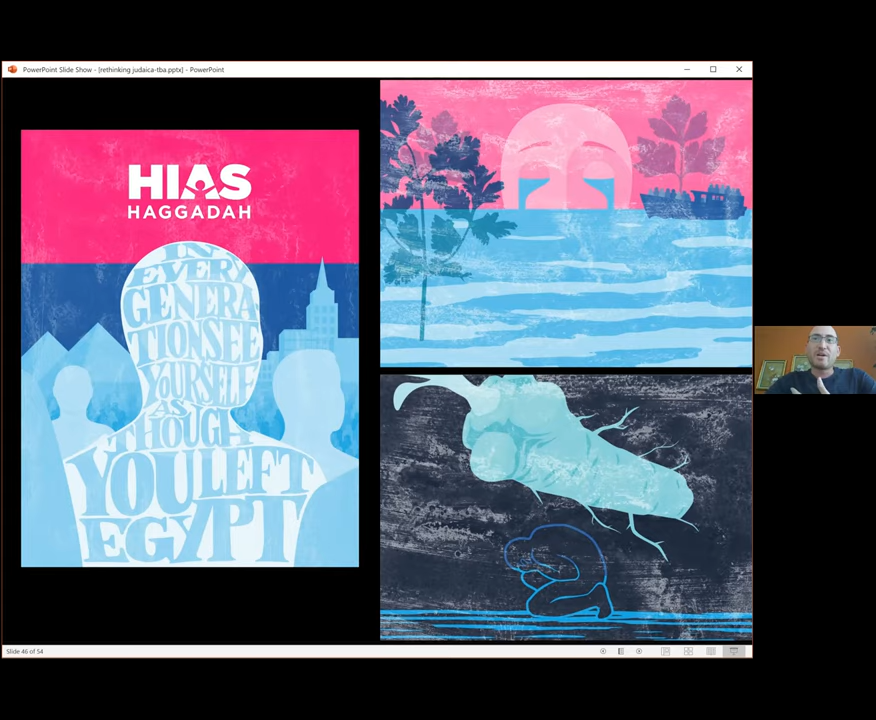 PowerPoint Slide Show - [rethinking judaica-tba.pptx] - PowerPoint
HIAS
HAGGADAH
IN
EVERY
GENERA
TIONSEE
YOURSELF
AS
THOUGH
YOULEFT
EGYPT
Slide 46 of 54